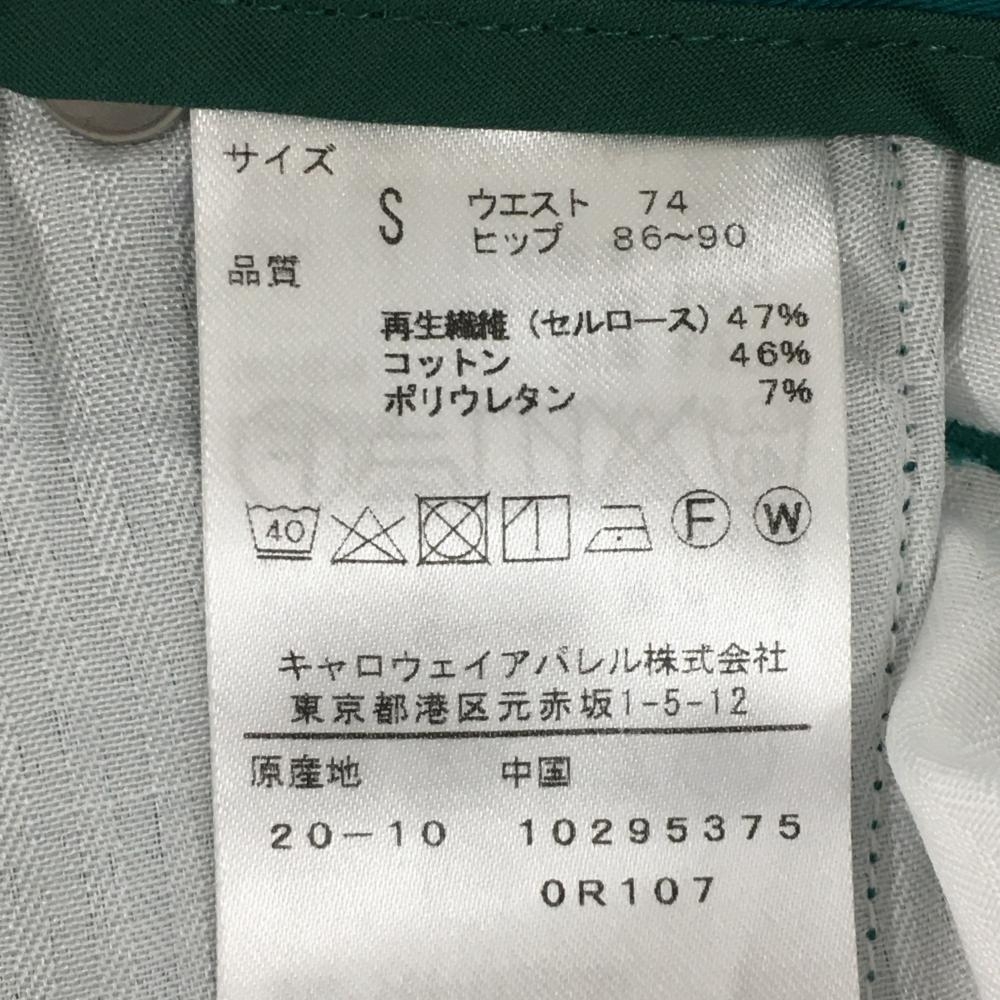 サイズ
S ウエスト 74
ヒップ 86〜90
品質
再生繊維（セルロース）47%
コットン 46%
ポリウレタン 7%
40 F W
キャロウェイアパレル株式会社
東京都港区元赤坂1-5-12
原産地 中国
20-10 10295375
0R107